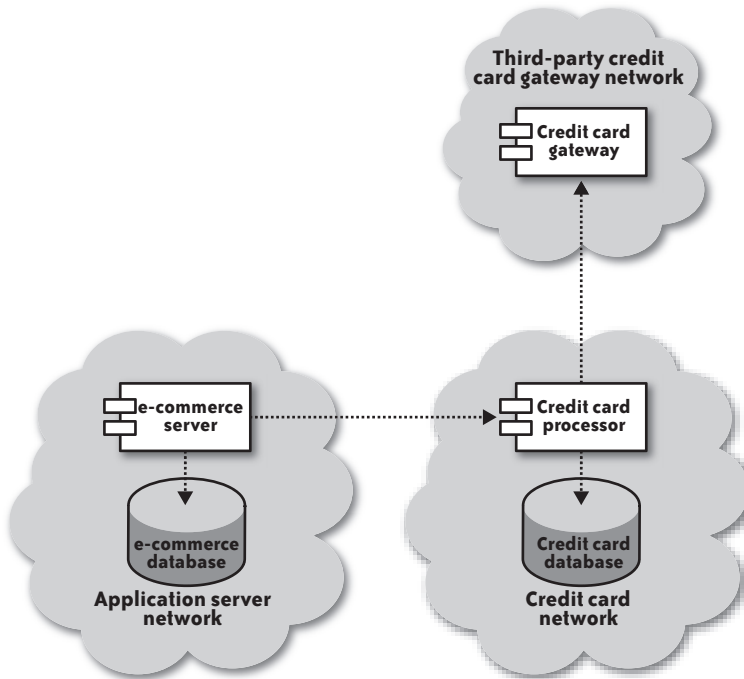 Third-party credit
card gateway network
Credit card
gateway
e-commerce
server
Credit card
processor
e-commerce
database
Credit card
database
Application server
network
Credit card
network